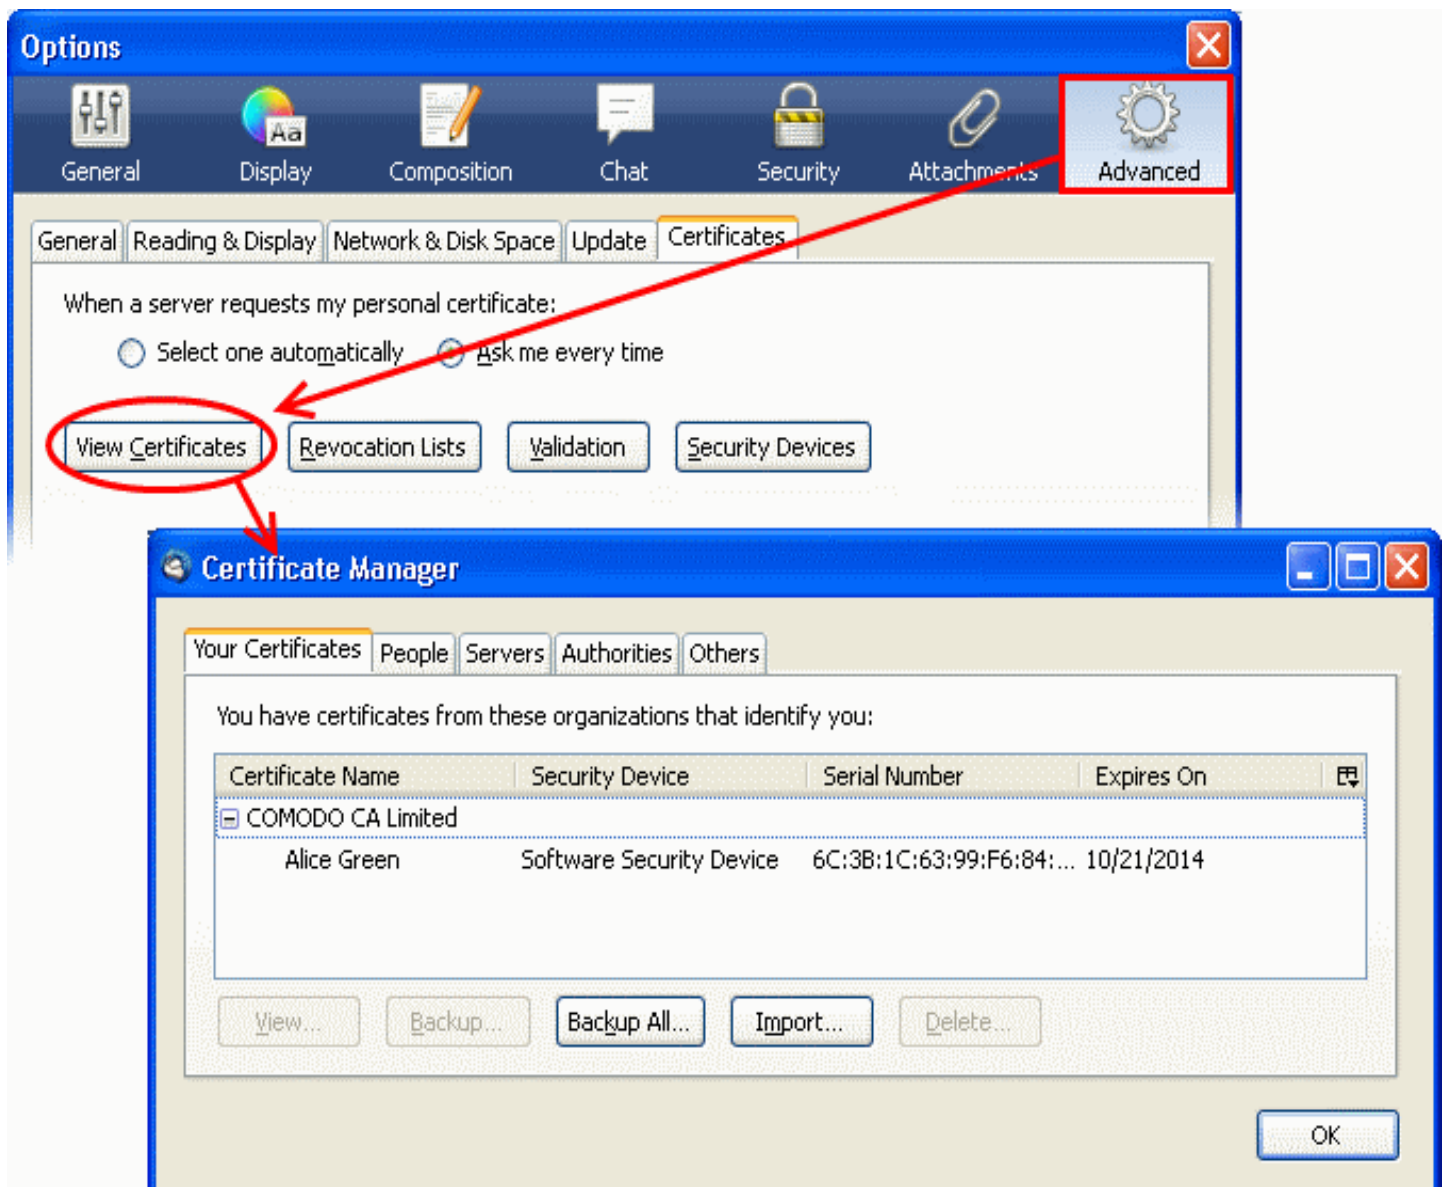 Options
General Display Composition Chat Security Attachments Advanced
General Reading & Display Network & Disk Space Update Certificates
When a server requests my personal certificate:
Select one automatically Ask me every time
View Certificates Revocation Lists Validation Security Devices
Certificate Manager
Your Certificates People Servers Authorities Others
You have certificates from these organizations that identify you:
Certificate Name Security Device Serial Number Expires On
COMODO CA Limited
Alice Green Software Security Device 6C:3B:1C:63:99:F6:84:... 10/21/2014
View... Backup... Backup All... Import... Delete...
OK